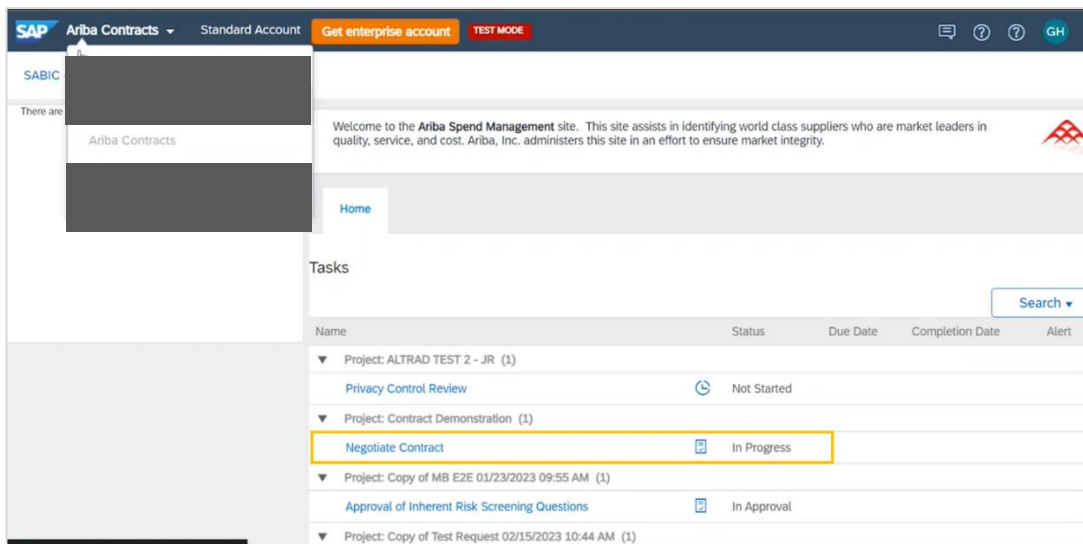 SAP Ariba Contracts Standard Account Get enterprise account TEST MODE GH
SABIC
There are
Ariba Contracts
Welcome to the Ariba Spend Management site. This site assists in identifying world class suppliers who are market leaders in
quality, service, and cost. Ariba, Inc. administers this site in an effort to ensure market integrity.
Home
Tasks
Search
Name Status Due Date Completion Date Alert
Project: ALTRAD TEST 2 - JR (1)
Privacy Control Review Not Started
Project: Contract Demonstration (1)
Negotiate Contract In Progress
Project: Copy of MB E2E 01/23/2023 09:55 AM (1)
Approval of Inherent Risk Screening Questions In Approval
Project: Copy of Test Request 02/15/2023 10:44 AM (1)